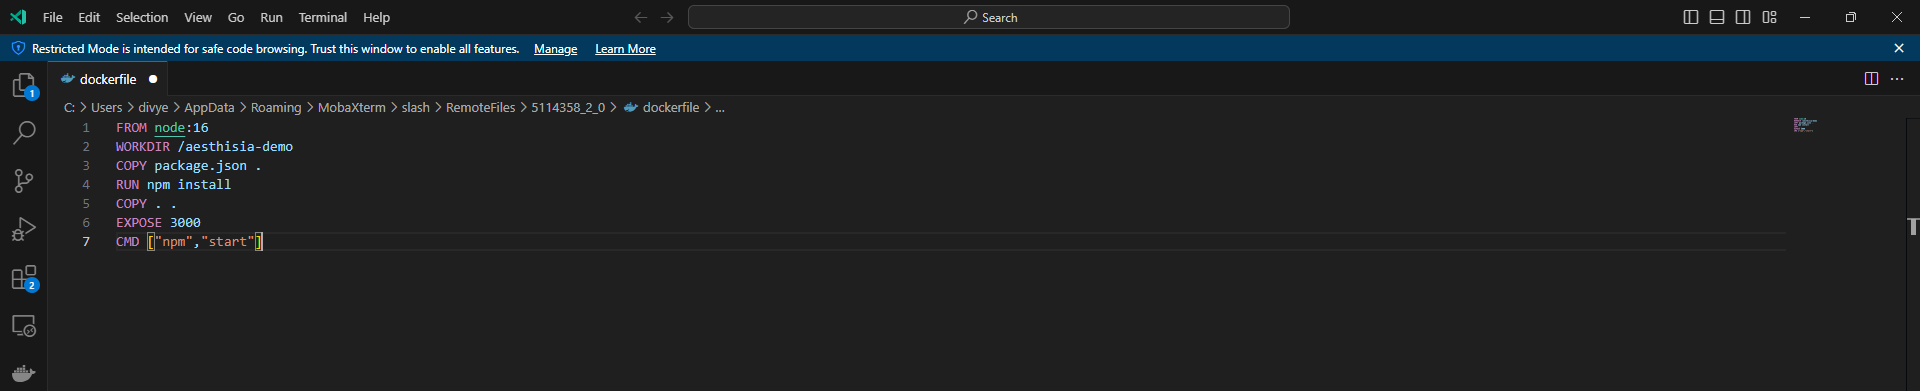 File Edit Selection View Go Run Terminal Help Search
Restricted Mode is intended for safe code browsing. Trust this window to enable all features. Manage Learn More
dockerfile
C: > Users > divye > AppData > Roaming > MobaXterm > slash > RemoteFiles > 5114358_2_0 > dockerfile > ...
1 FROM node:16
2 WORKDIR /aesthisia-demo
3 COPY package.json .
4 RUN npm install
5 COPY . .
6 EXPOSE 3000
7 CMD ["npm","start"]
1
2